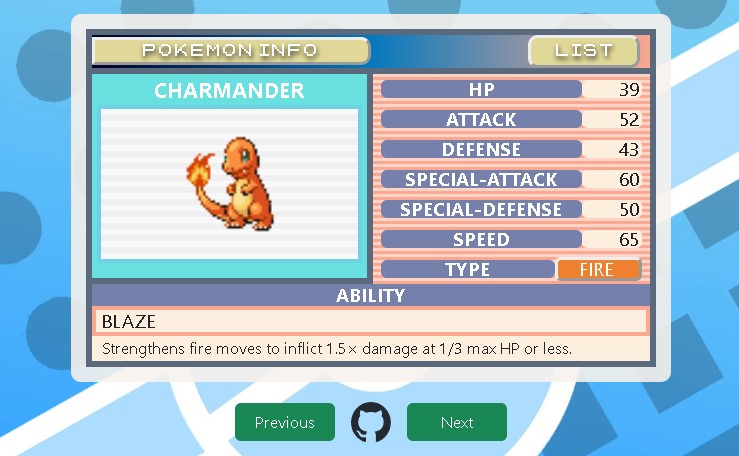 POKEMON INFO
LIST
CHARMANDER
HP 39
ATTACK 52
DEFENSE 43
SPECIAL-ATTACK 60
SPECIAL-DEFENSE 50
SPEED 65
TYPE FIRE
ABILITY
BLAZE
Strengthens fire moves to inflict 1.5× damage at 1/3 max HP or less.
Previous
Next